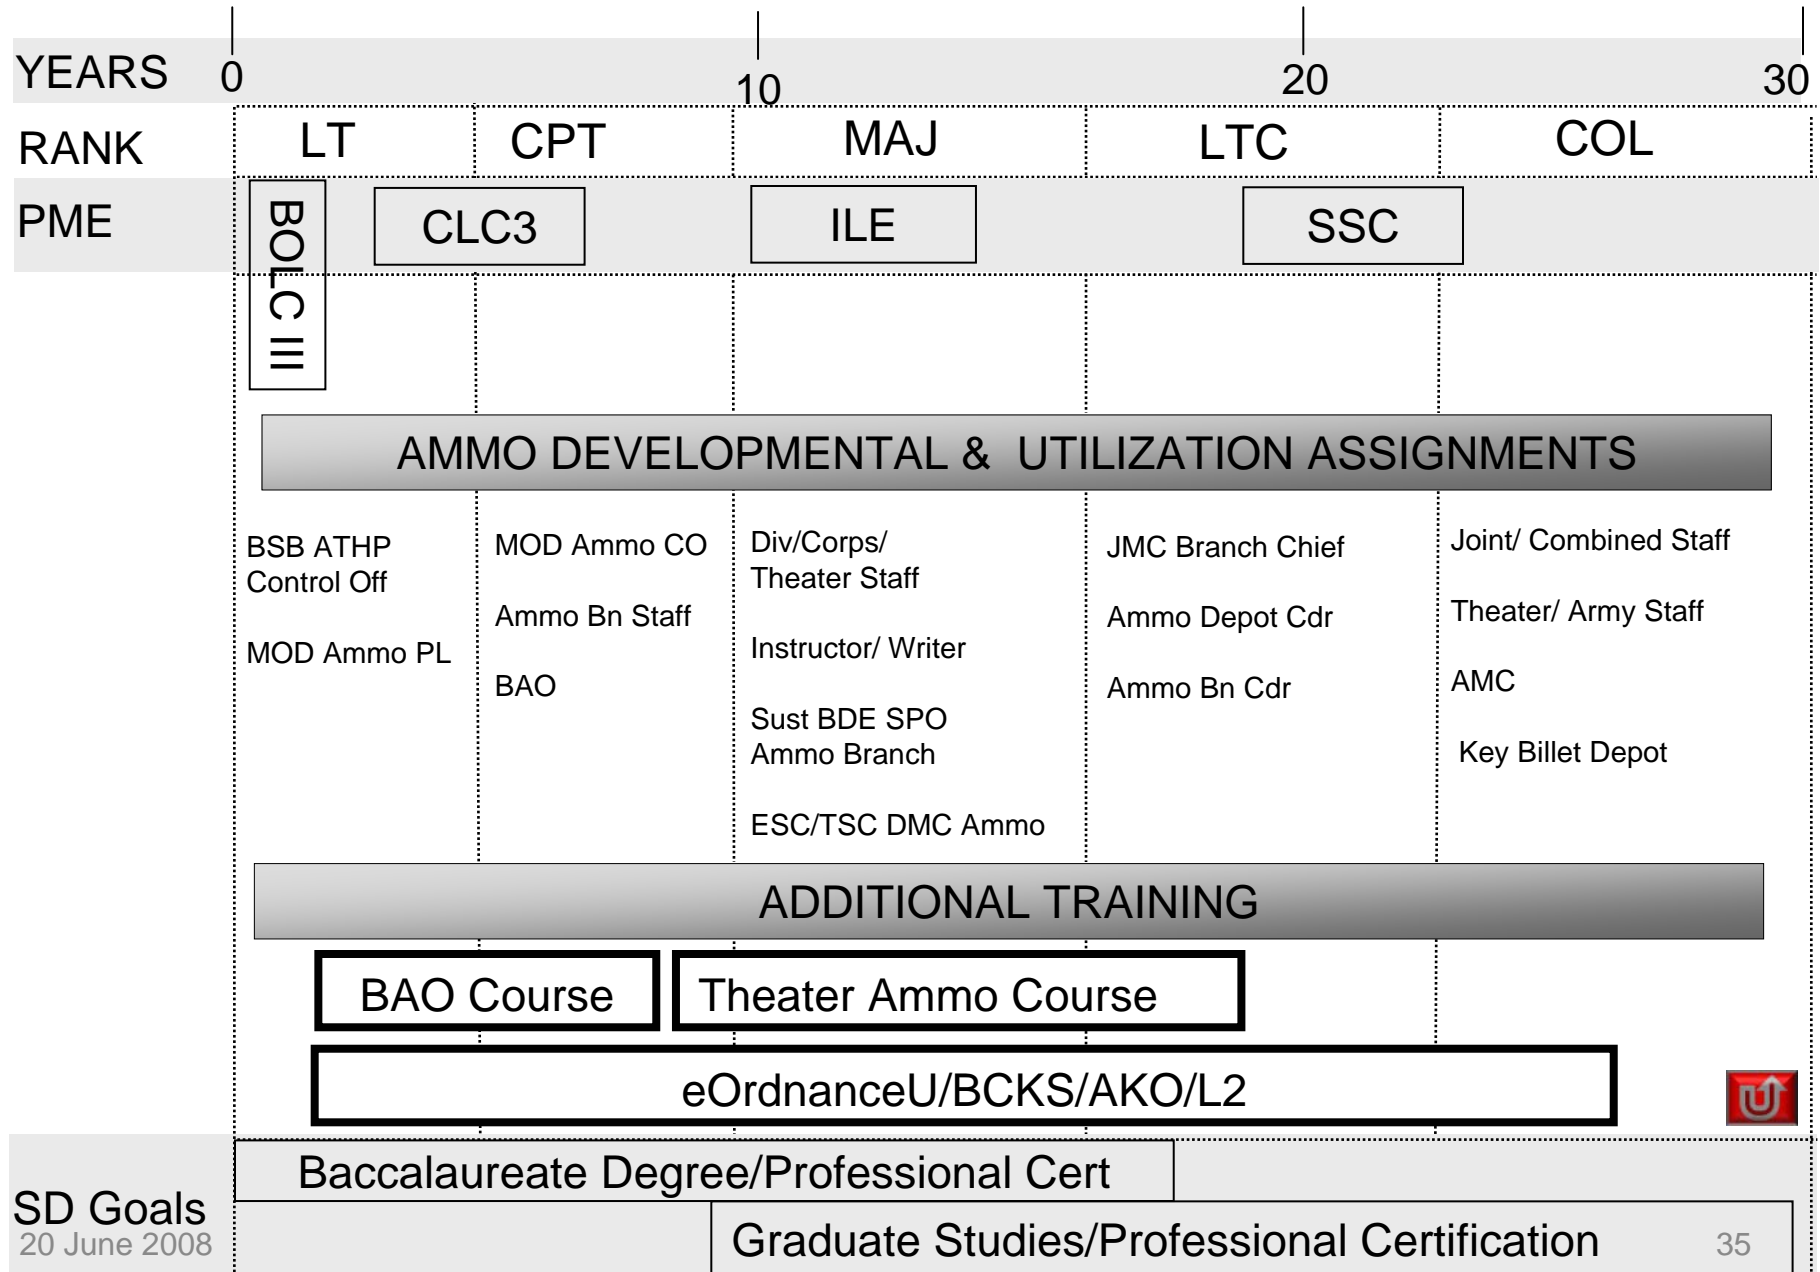 YEARS 0 10 20 30
RANK LT CPT MAJ LTC COL
PME BOLC III CLC3 ILE SSC
AMMO DEVELOPMENTAL & UTILIZATION ASSIGNMENTS
BSB ATHP
Control Off
MOD Ammo PL
MOD Ammo CO
Ammo Bn Staff
BAO
Div/Corps/
Theater Staff
Instructor/ Writer
Sust BDE SPO
Ammo Branch
ESC/TSC DMC Ammo
JMC Branch Chief
Ammo Depot Cdr
Ammo Bn Cdr
Joint/ Combined Staff
Theater/ Army Staff
AMC
Key Billet Depot
ADDITIONAL TRAINING
BAO Course Theater Ammo Course
eOrdnanceU/BCKS/AKO/L2
Baccalaureate Degree/Professional Cert
SD Goals
Graduate Studies/Professional Certification
20 June 2008
35